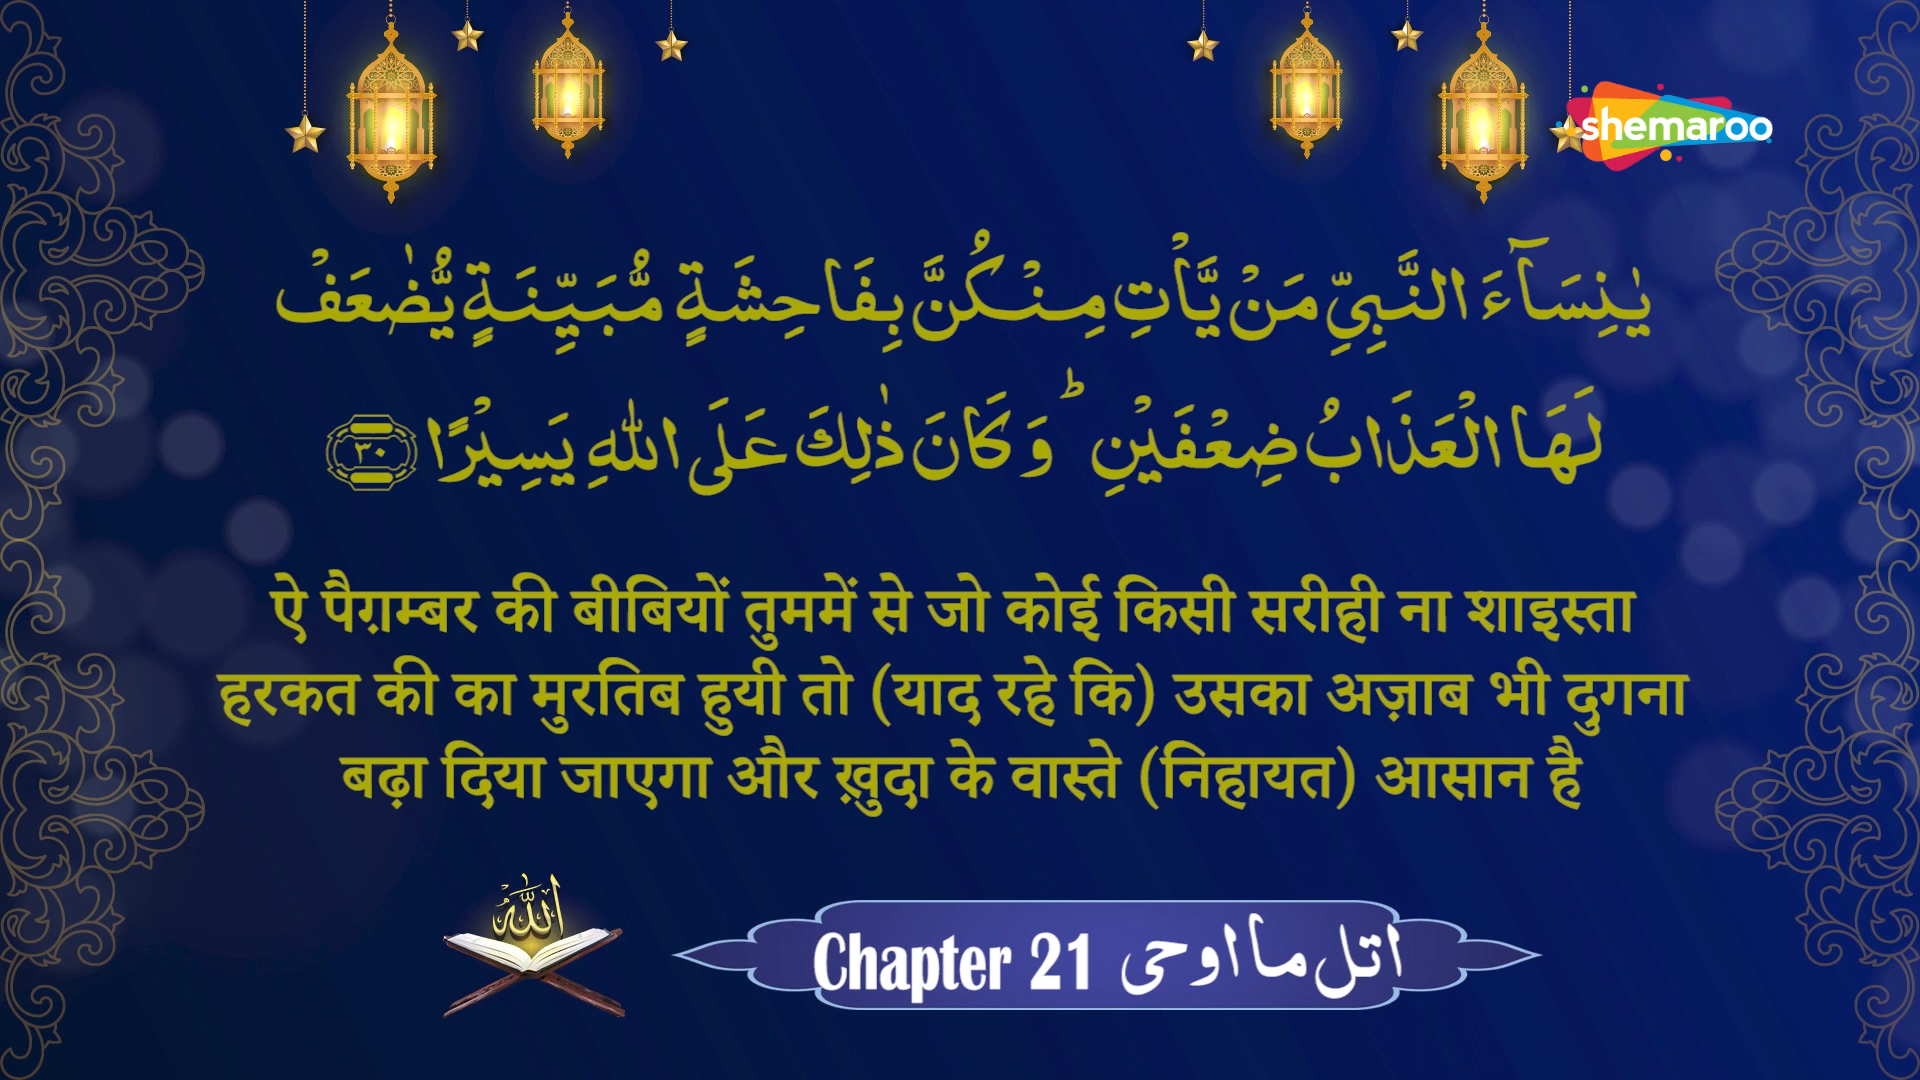 shemaroo
يٰنِسَآءَ النَّبِيِّ مَنْ يَّاْتِ مِنْكُنَّ بِفَاحِشَةٍ مُّبَيِّنَةٍ يُّضٰعَفْ
لَهَا الْعَذَابُ ضِعْفَيْنِ ؕ وَكَانَ ذٰلِكَ عَلَى اللّٰهِ يَسِيْرًا ٣٠
ऐ पैग़म्बर की बीबियों तुममें से जो कोई किसी सरीही ना शाइस्ता
हरकत की का मुरतिब हुयी तो (याद रहे कि) उसका अज़ाब भी दुगना
बढ़ा दिया जाएगा और ख़ुदा के वास्ते (निहायत) आसान है
اللّٰهُ
Chapter 21 اتل ما اوحی